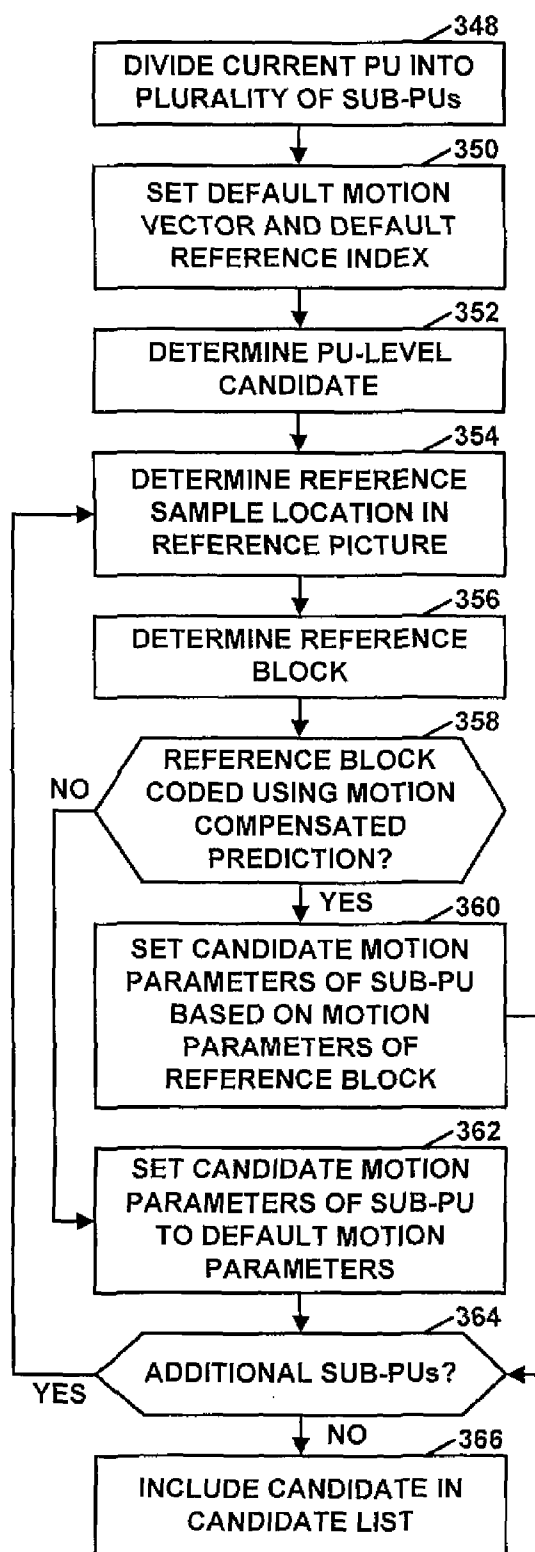 348
DIVIDE CURRENT PU INTO
PLURALITY OF SUB-PUs
350
SET DEFAULT MOTION
VECTOR AND DEFAULT
REFERENCE INDEX
352
DETERMINE PU-LEVEL
CANDIDATE
354
DETERMINE REFERENCE
SAMPLE LOCATION IN
REFERENCE PICTURE
356
DETERMINE REFERENCE
BLOCK
358
REFERENCE BLOCK
CODED USING MOTION
COMPENSATED
PREDICTION?
NO
YES
360
SET CANDIDATE MOTION
PARAMETERS OF SUB-PU
BASED ON MOTION
PARAMETERS OF
REFERENCE BLOCK
362
SET CANDIDATE MOTION
PARAMETERS OF SUB-PU
TO DEFAULT MOTION
PARAMETERS
364
ADDITIONAL SUB-PUs?
YES
NO
366
INCLUDE CANDIDATE IN
CANDIDATE LIST